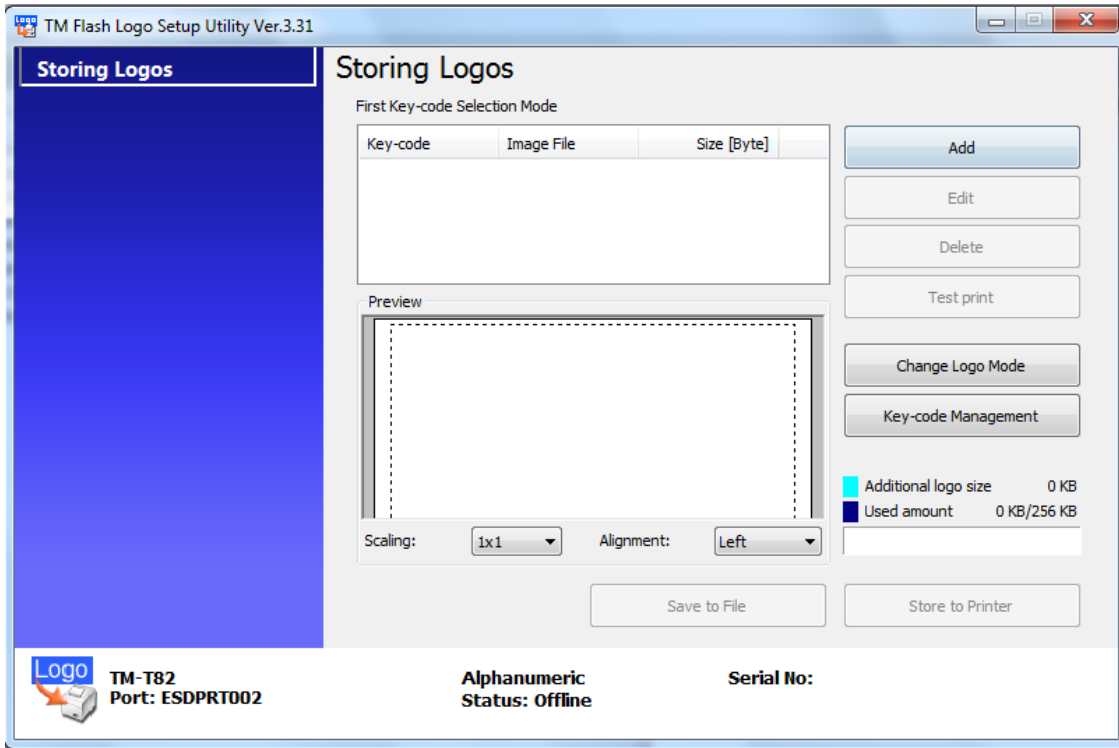 TM Flash Logo Setup Utility Ver.3.31
Storing Logos
Storing Logos
First Key-code Selection Mode
Key-code Image File Size [Byte]
Add
Edit
Delete
Test print
Preview
Change Logo Mode
Key-code Management
Additional logo size 0 KB
Used amount 0 KB/256 KB
Scaling: 1x1 Alignment: Left
Save to File Store to Printer
Logo
TM-T82 Alphanumeric Serial No:
Port: ESDPRT002 Status: Offline